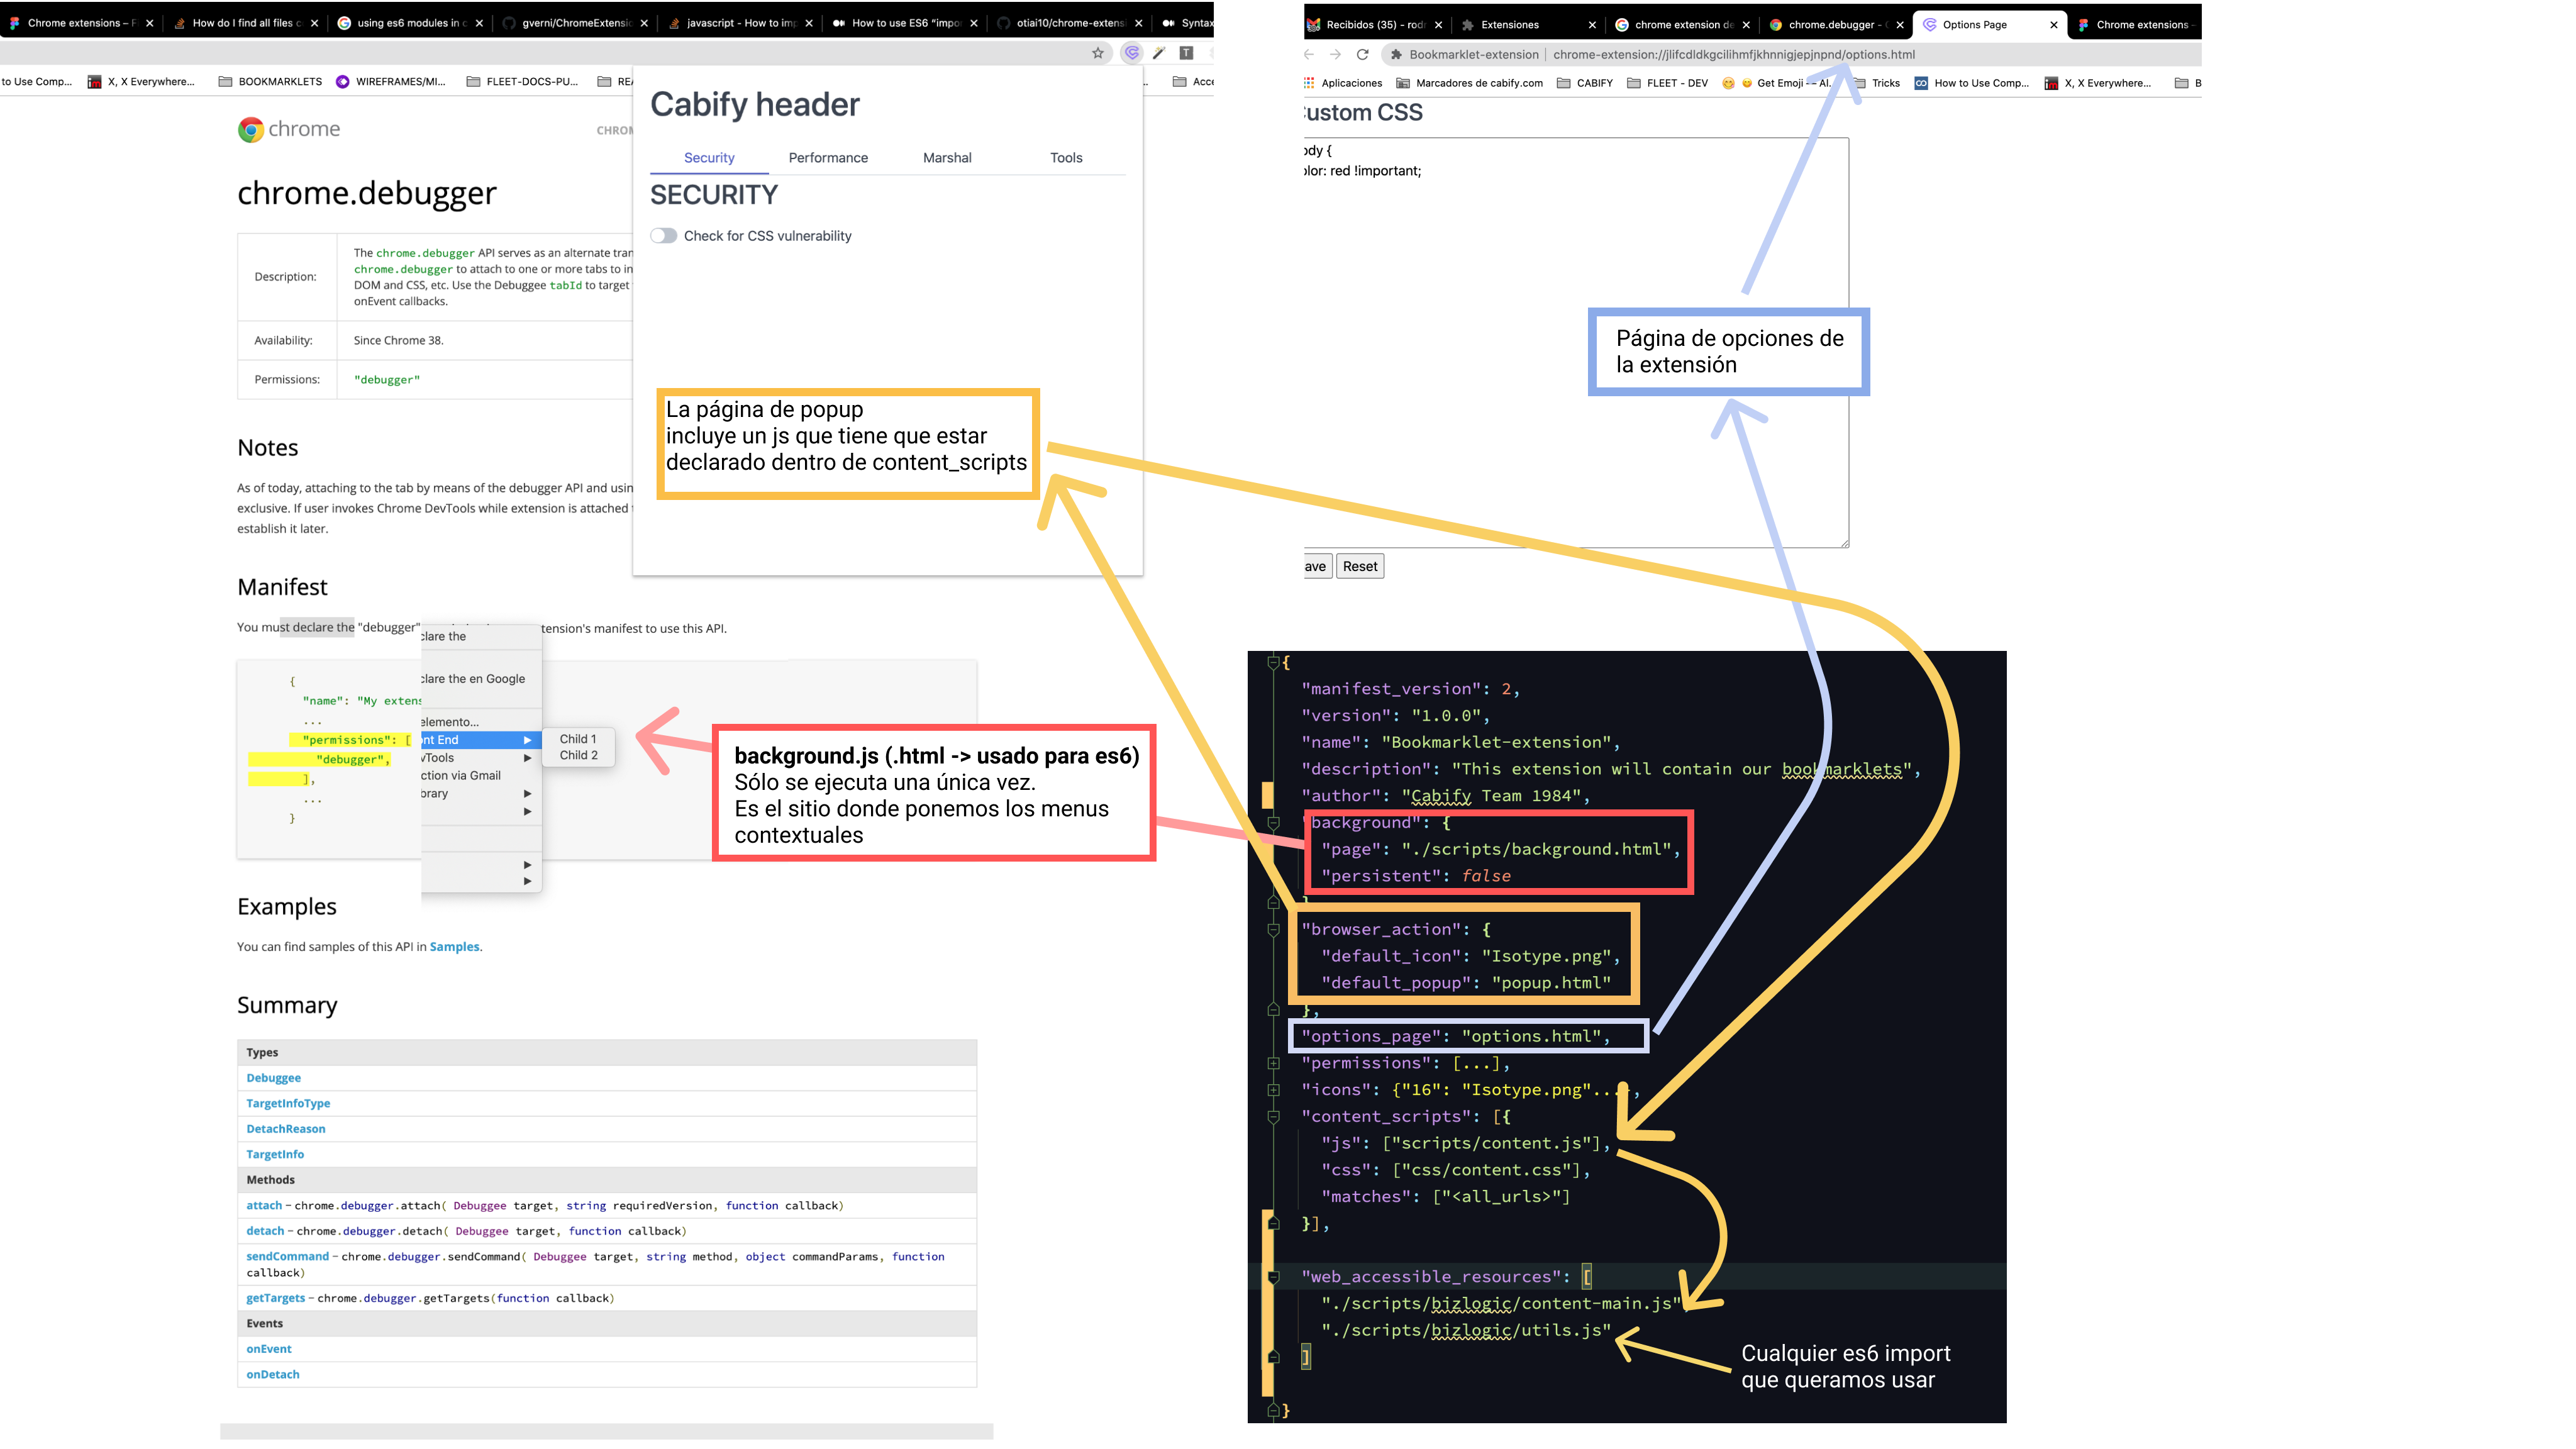 Chrome extensions – F
How do I find all files c
using es6 modules in c
gverni/ChromeExtensio
javascript - How to imp
How to use ES6 “impor
otiai10/chrome-extens
Syntax
to Use Comp...
X, X Everywhere...
BOOKMARKLETS
WIREFRAMES/MI...
FLEET-DOCS-PU...
REA
Acce
chrome
CHROM
chrome.debugger
Description:
The chrome.debugger API serves as an alternate tran
chrome.debugger to attach to one or more tabs to in
DOM and CSS, etc. Use the Debuggee tabId to target
onEvent callbacks.
Availability:
Since Chrome 38.
Permissions:
"debugger"
Notes
As of today, attaching to the tab by means of the debugger API and usin
exclusive. If user invokes Chrome DevTools while extension is attached
establish it later.
Manifest
You must declare the "debugger"
tension's manifest to use this API.
{
"name": "My extens
...
"permissions": [
"debugger",
],
...
}
clare the
clare the en Google
elemento...
ont End
vTools
ction via Gmail
brary
Child 1
Child 2
Examples
You can find samples of this API in Samples.
Summary
Types
Debuggee
TargetInfoType
DetachReason
TargetInfo
Methods
attach – chrome.debugger.attach( Debuggee target, string requiredVersion, function callback)
detach – chrome.debugger.detach( Debuggee target, function callback)
sendCommand – chrome.debugger.sendCommand( Debuggee target, string method, object commandParams, function
callback)
getTargets – chrome.debugger.getTargets(function callback)
Events
onEvent
onDetach
Cabify header
Security
Performance
Marshal
Tools
SECURITY
Check for CSS vulnerability
La página de popup
incluye un js que tiene que estar
declarado dentro de content_scripts
background.js (.html -> usado para es6)
Sólo se ejecuta una única vez.
Es el sitio donde ponemos los menus
contextuales
Recibidos (35) - rodr
Extensiones
chrome extension de
chrome.debugger - C
Options Page
Chrome extensions -
Bookmarklet-extension | chrome-extension://jlifcdldkgcilihmfjkhnnigjepjnpnd/options.html
Aplicaciones
Marcadores de cabify.com
CABIFY
FLEET - DEV
Get Emoji — Al...
Tricks
How to Use Comp...
X, X Everywhere...
B
ustom CSS
ody {
olor: red !important;
ave
Reset
Página de opciones de
la extensión
{
"manifest_version": 2,
"version": "1.0.0",
"name": "Bookmarklet-extension",
"description": "This extension will contain our bookmarklets",
"author": "Cabify Team 1984",
"background": {
"page": "./scripts/background.html",
"persistent": false
},
"browser_action": {
"default_icon": "Isotype.png",
"default_popup": "popup.html"
},
"options_page": "options.html",
"permissions": [...],
"icons": {"16": "Isotype.png"...},
"content_scripts": [{
"js": ["scripts/content.js"],
"css": ["css/content.css"],
"matches": ["<all_urls>"]
}],
"web_accessible_resources": [
"./scripts/bizlogic/content-main.js"
"./scripts/bizlogic/utils.js"
]
}
Cualquier es6 import
que queramos usar